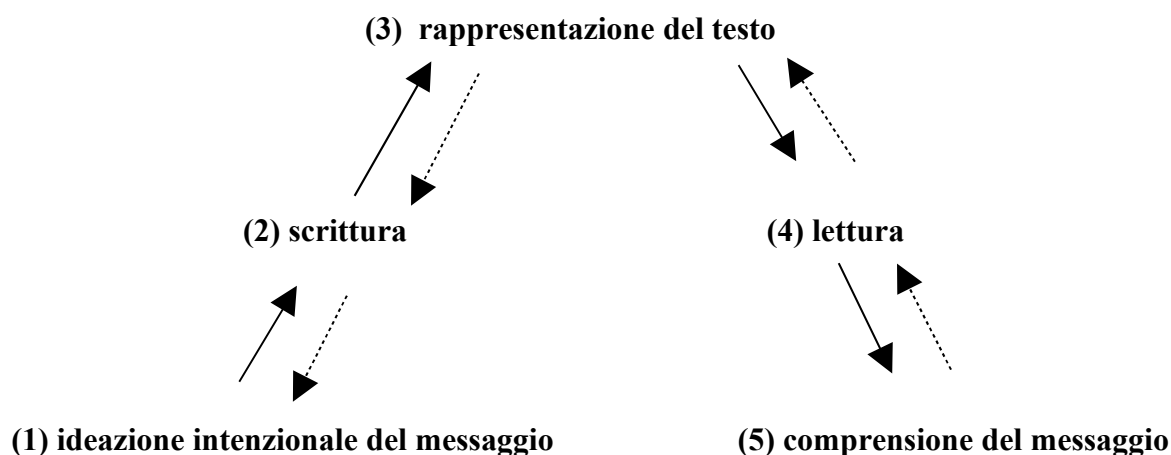 (3) rappresentazione del testo
(2) scrittura
(4) lettura
(1) ideazione intenzionale del messaggio
(5) comprensione del messaggio